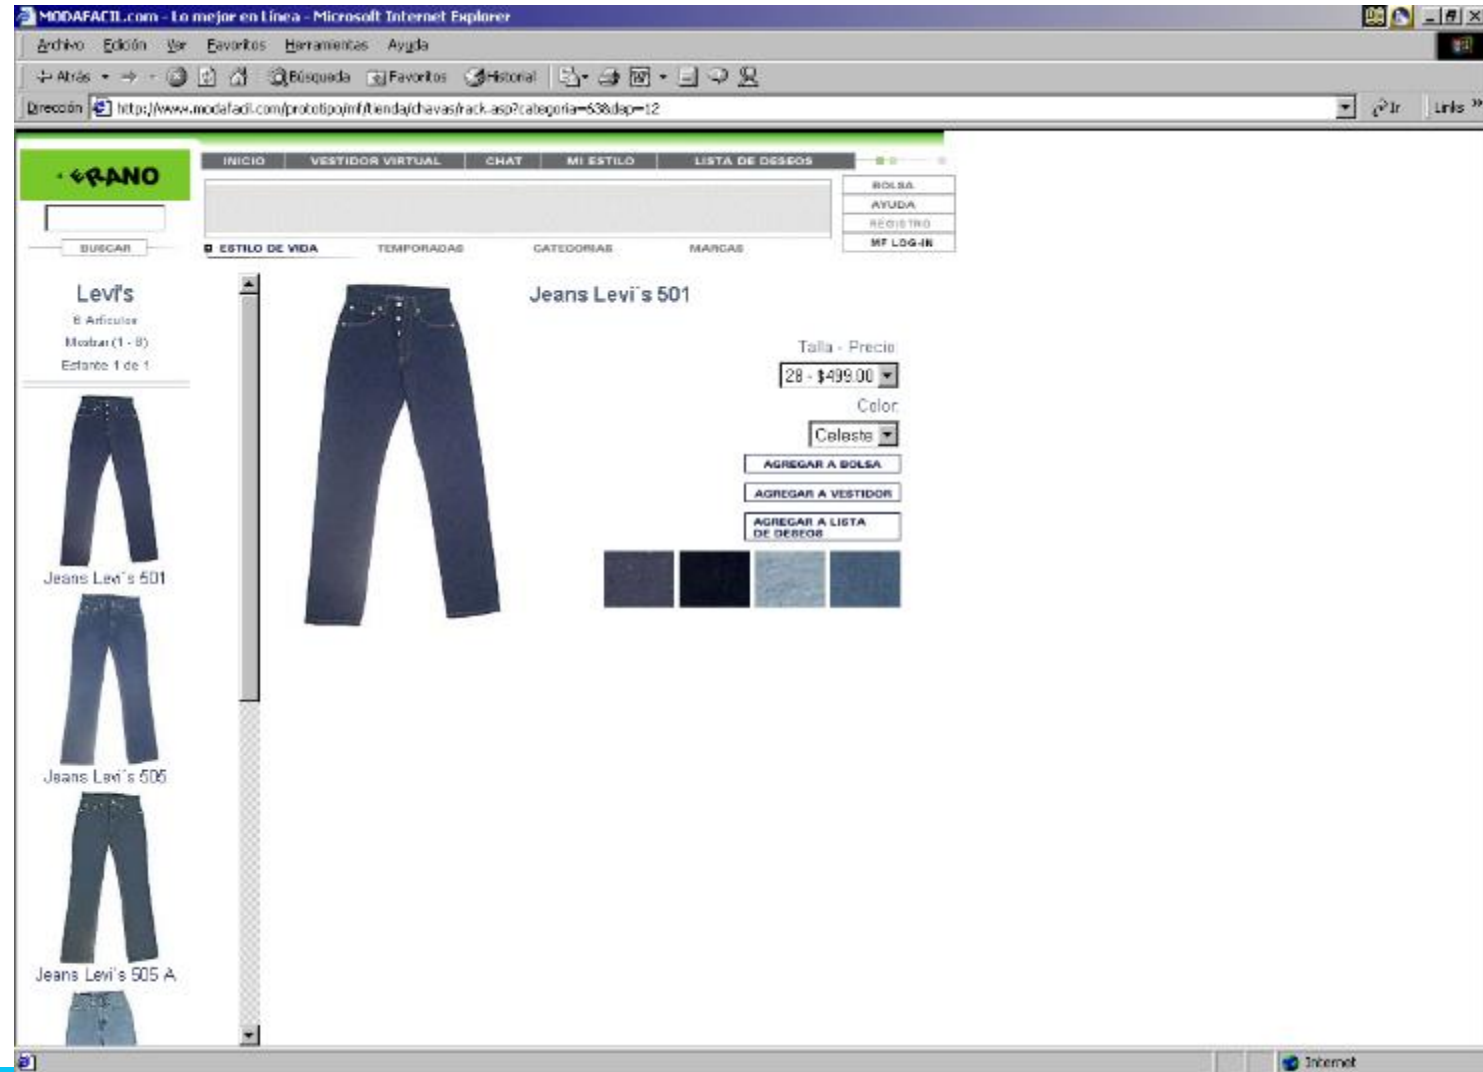 MODAFACIL.com - Lo mejor en Línea - Microsoft Internet Explorer
Archivo Edición Ver Favoritos Herramientas Ayuda
Atrás Búsqueda Favoritos Historial
Dirección http://www.modafacil.com/prototipo/mf/tienda/chavas/rack.asp?categoria=63&dep=12 Ir Links »
ERANO
INICIO VESTIDOR VIRTUAL CHAT MI ESTILO LISTA DE DESEOS
BOLSA
AYUDA
REGISTRO
MF LOG-IN
BUSCAR
ESTILO DE VIDA TEMPORADAS CATEGORIAS MARCAS
Levi's
Mostrar (1 - 8)
Estante 1 de 1
Jeans Levi´s 501
Jeans Levi´s 505
Jeans Levi´s 505 A
Jeans Levi´s 501
Talla - Precio:
28 - $499.00
Color:
Celeste
AGREGAR A BOLSA
AGREGAR A VESTIDOR
AGREGAR A LISTA
DE DESEOS
Internet